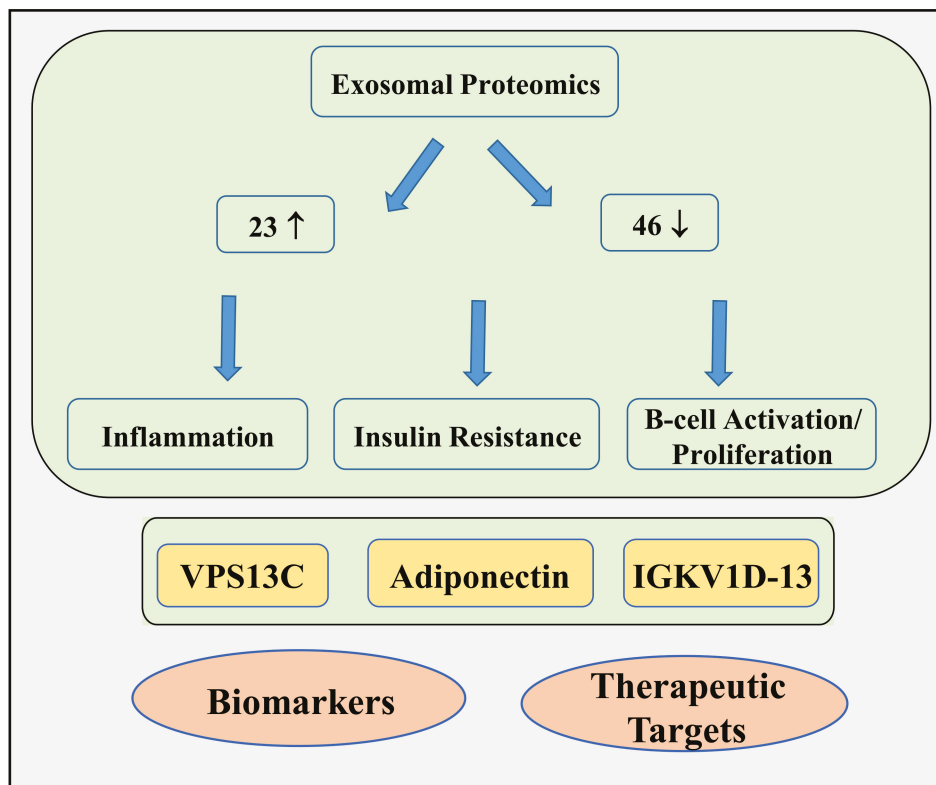 Exosomal Proteomics
23 ↑
46 ↓
Inflammation
Insulin Resistance
B-cell Activation/
Proliferation
VPS13C
Adiponectin
IGKV1D-13
Biomarkers
Therapeutic
Targets